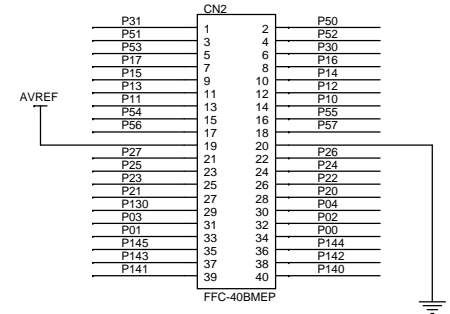 CN2
P31 1 2 P50
P51 3 4 P52
P53 5 6 P30
P17 7 8 P16
P15 9 10 P14
P13 11 12 P12
AVREF P11 13 14 P10
P54 15 16 P55
P56 17 18 P57
19 20
P27 21 22 P26
P25 23 24 P24
P23 25 26 P22
P21 27 28 P20
P130 29 30 P04
P03 31 32 P02
P01 33 34 P00
P145 35 36 P144
P143 37 38 P142
P141 39 40 P140
FFC-40BMEP